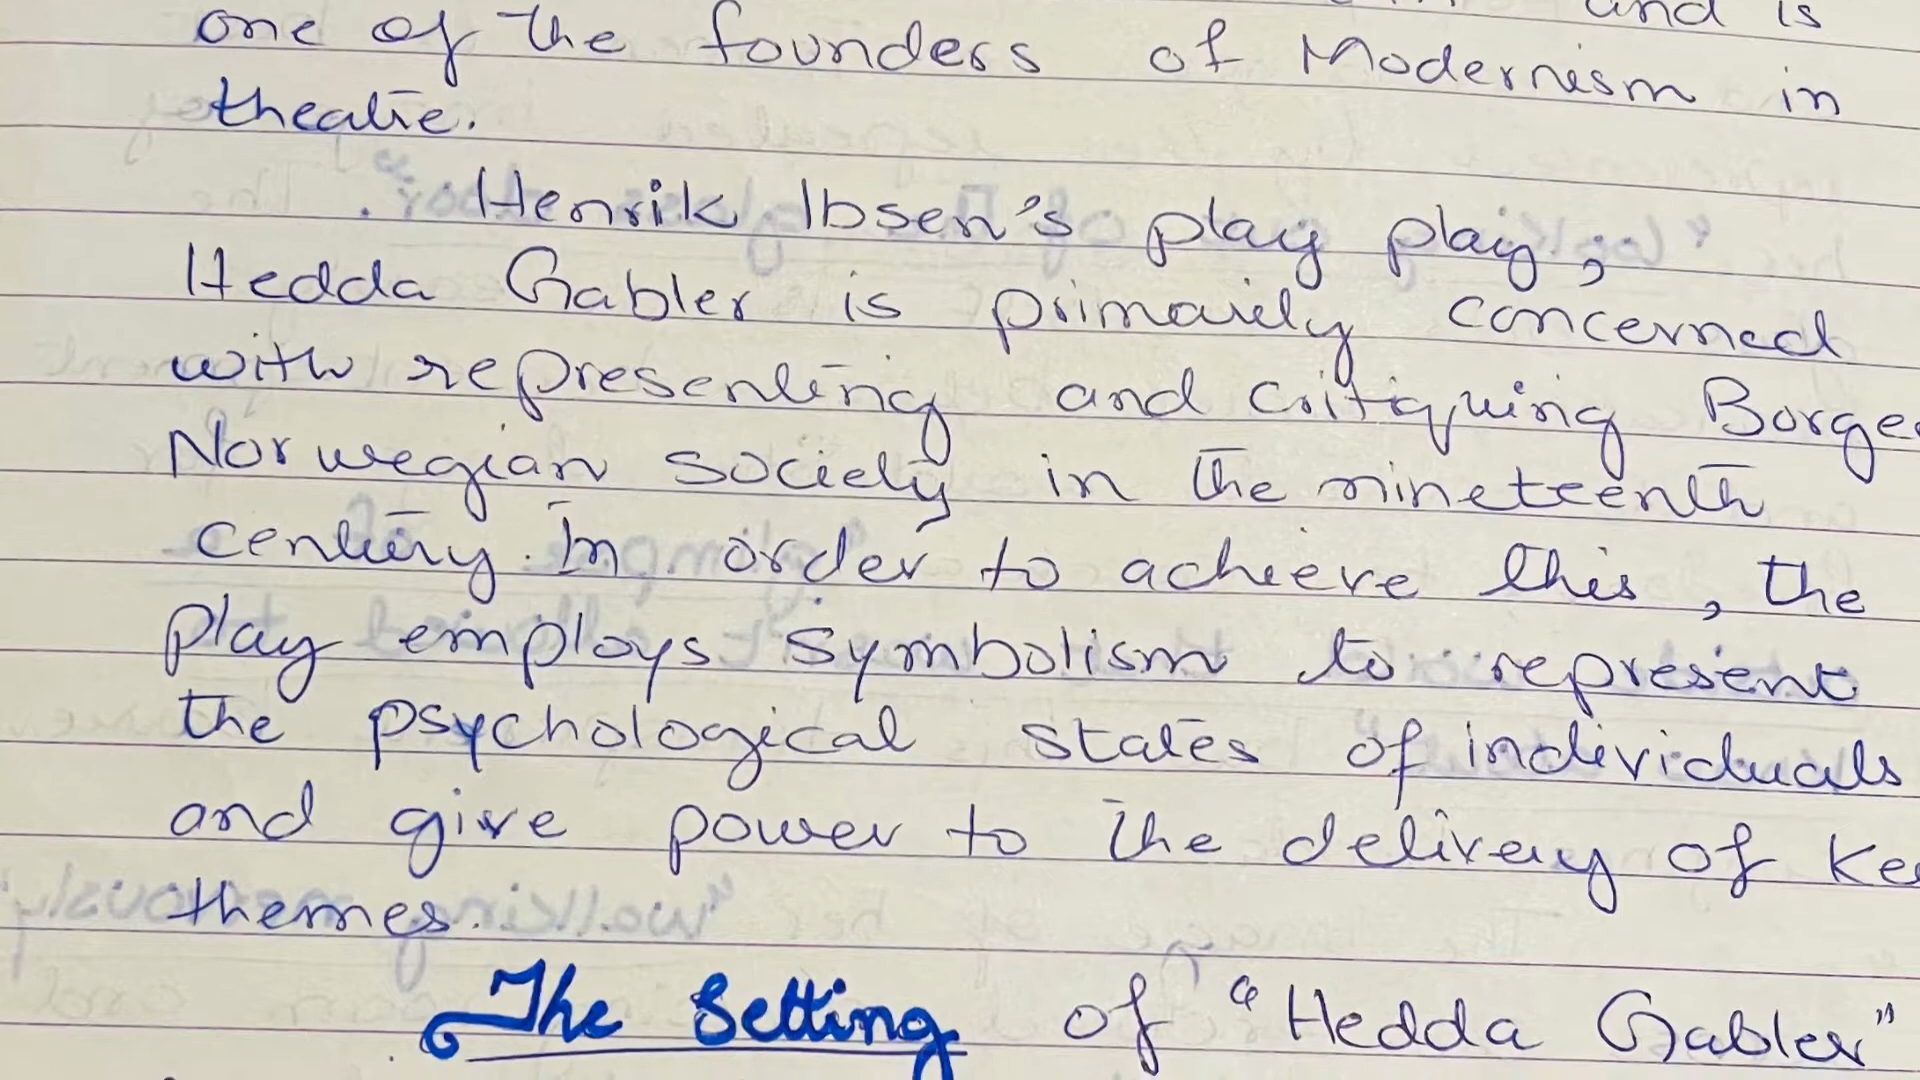 and is
one of the founders of Modernism in
theatre.
Henrik Ibsen's play play,
Hedda Gabler is primarily concerned
with representing and critiquing Borge
Norwegian society in the nineteenth
century. In order to achieve this, the
play employs symbolism to represent
the psychological states of individuals
and give power to the delivery of Ke
themes.
The Setting of "Hedda Gabler"